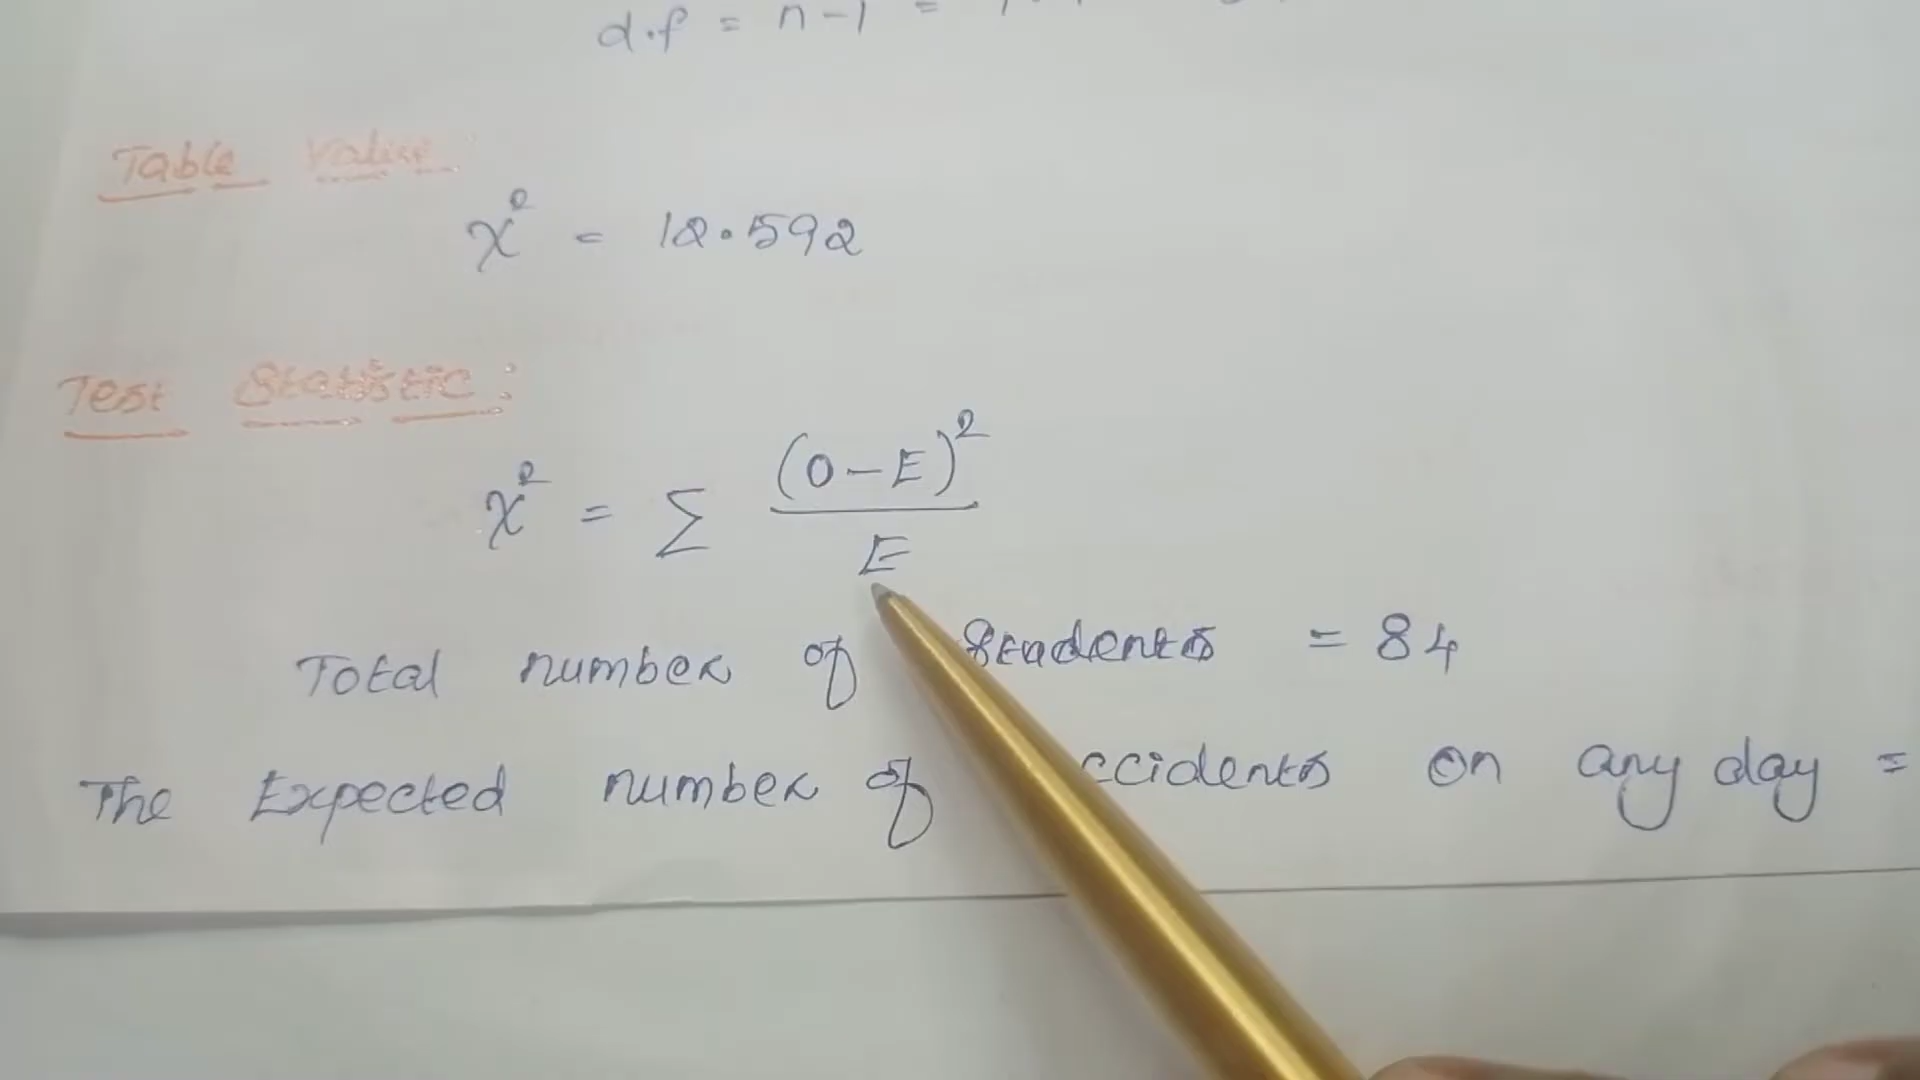 d.f = n-1 =
Table Value:
χ² = 12.592
Test Statistic:
χ² = Σ (O-E)² / E
Total number of Students = 84
The Expected number of ccidents on any day =